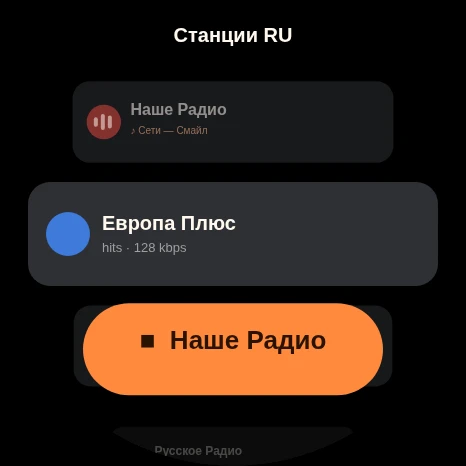 Станции RU
Наше Радио
♪ Сети — Смайл
Европа Плюс
hits · 128 kbps
■ Наше Радио
Русское Радио